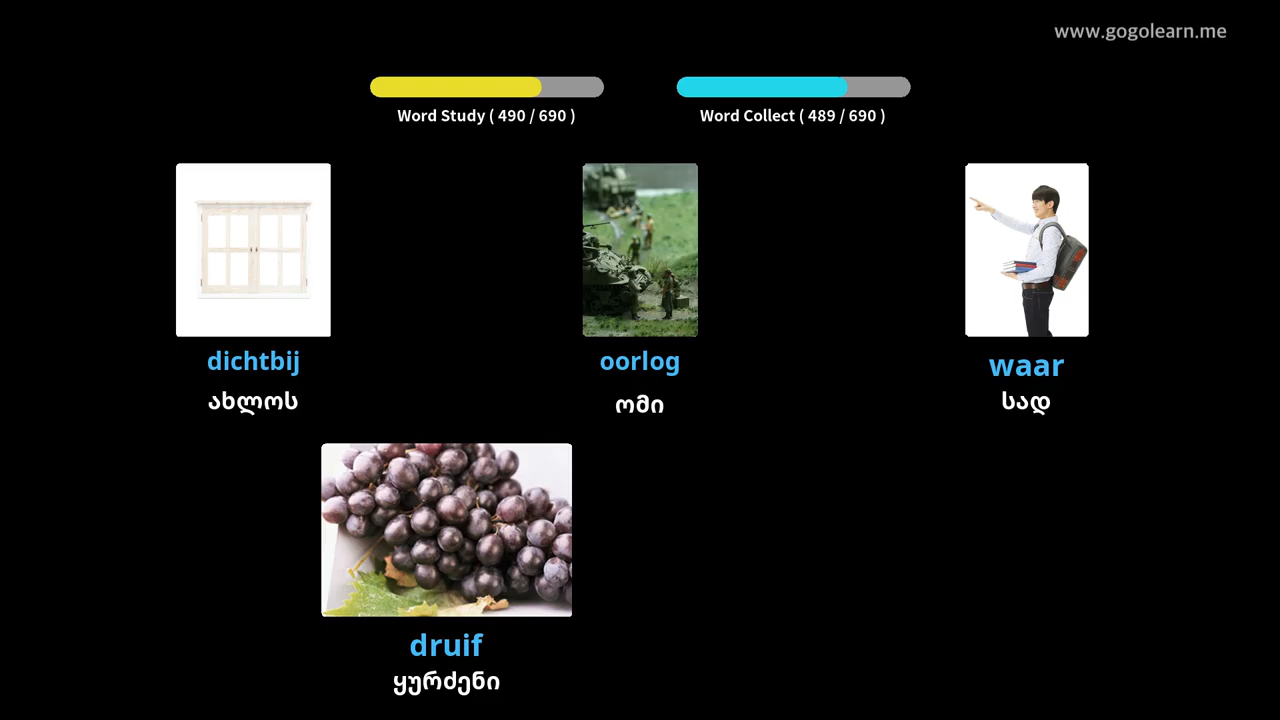 www.gogolearn.me
Word Study ( 490 / 690 )
Word Collect ( 489 / 690 )
dichtbij
ახლოს
oorlog
ომი
waar
სად
druif
ყურძენი